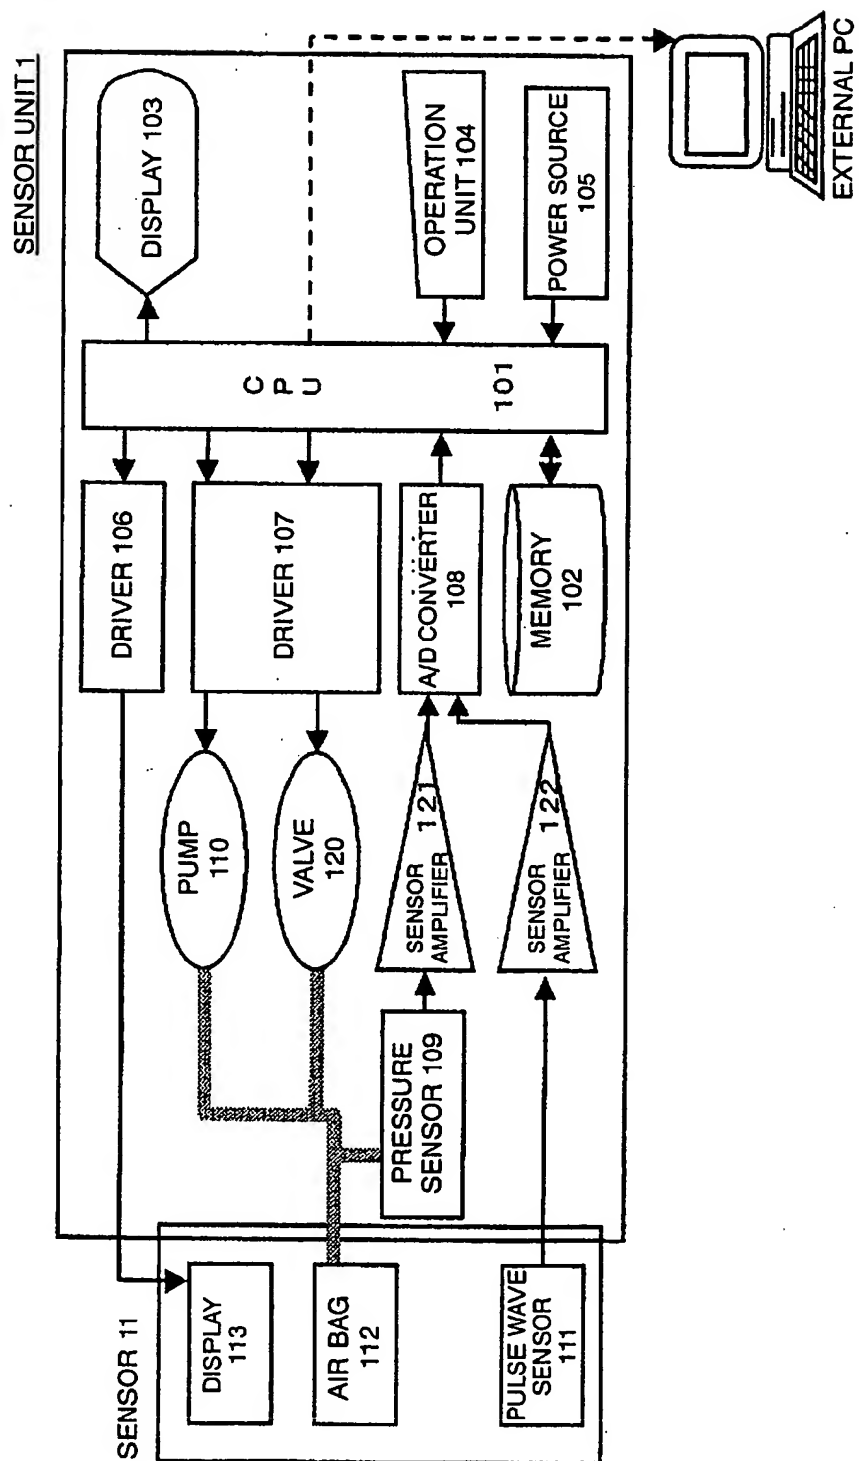 SENSOR UNIT 1
SENSOR 11
DISPLAY
113
DRIVER 106
DISPLAY 103
PUMP
110
DRIVER 107
C
P
U
101
AIR BAG
112
VALVE
120
PRESSURE
SENSOR 109
SENSOR
AMPLIFIER
121
A/D CONVERTER
108
OPERATION
UNIT 104
PULSE WAVE
SENSOR
111
SENSOR
AMPLIFIER
122
MEMORY
102
POWER SOURCE
105
EXTERNAL PC